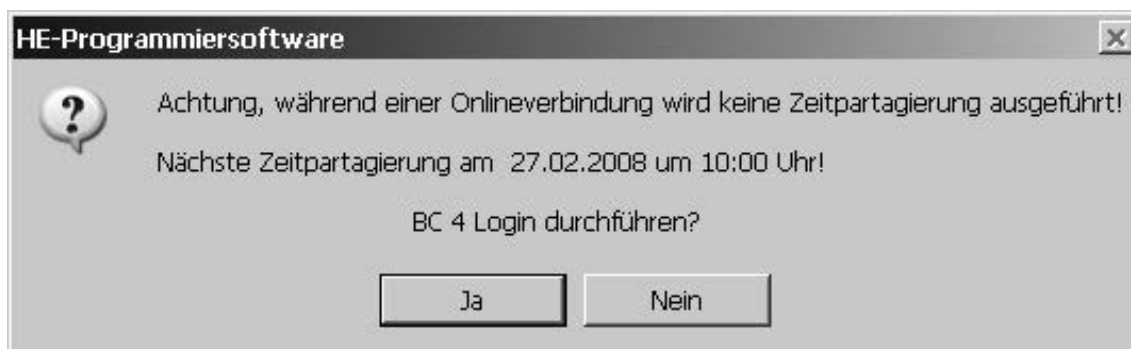 HE-Programmiersoftware
Achtung, während einer Onlineverbindung wird keine Zeitpartagierung ausgeführt!
Nächste Zeitpartagierung am 27.02.2008 um 10:00 Uhr!
BC 4 Login durchführen?
Ja Nein